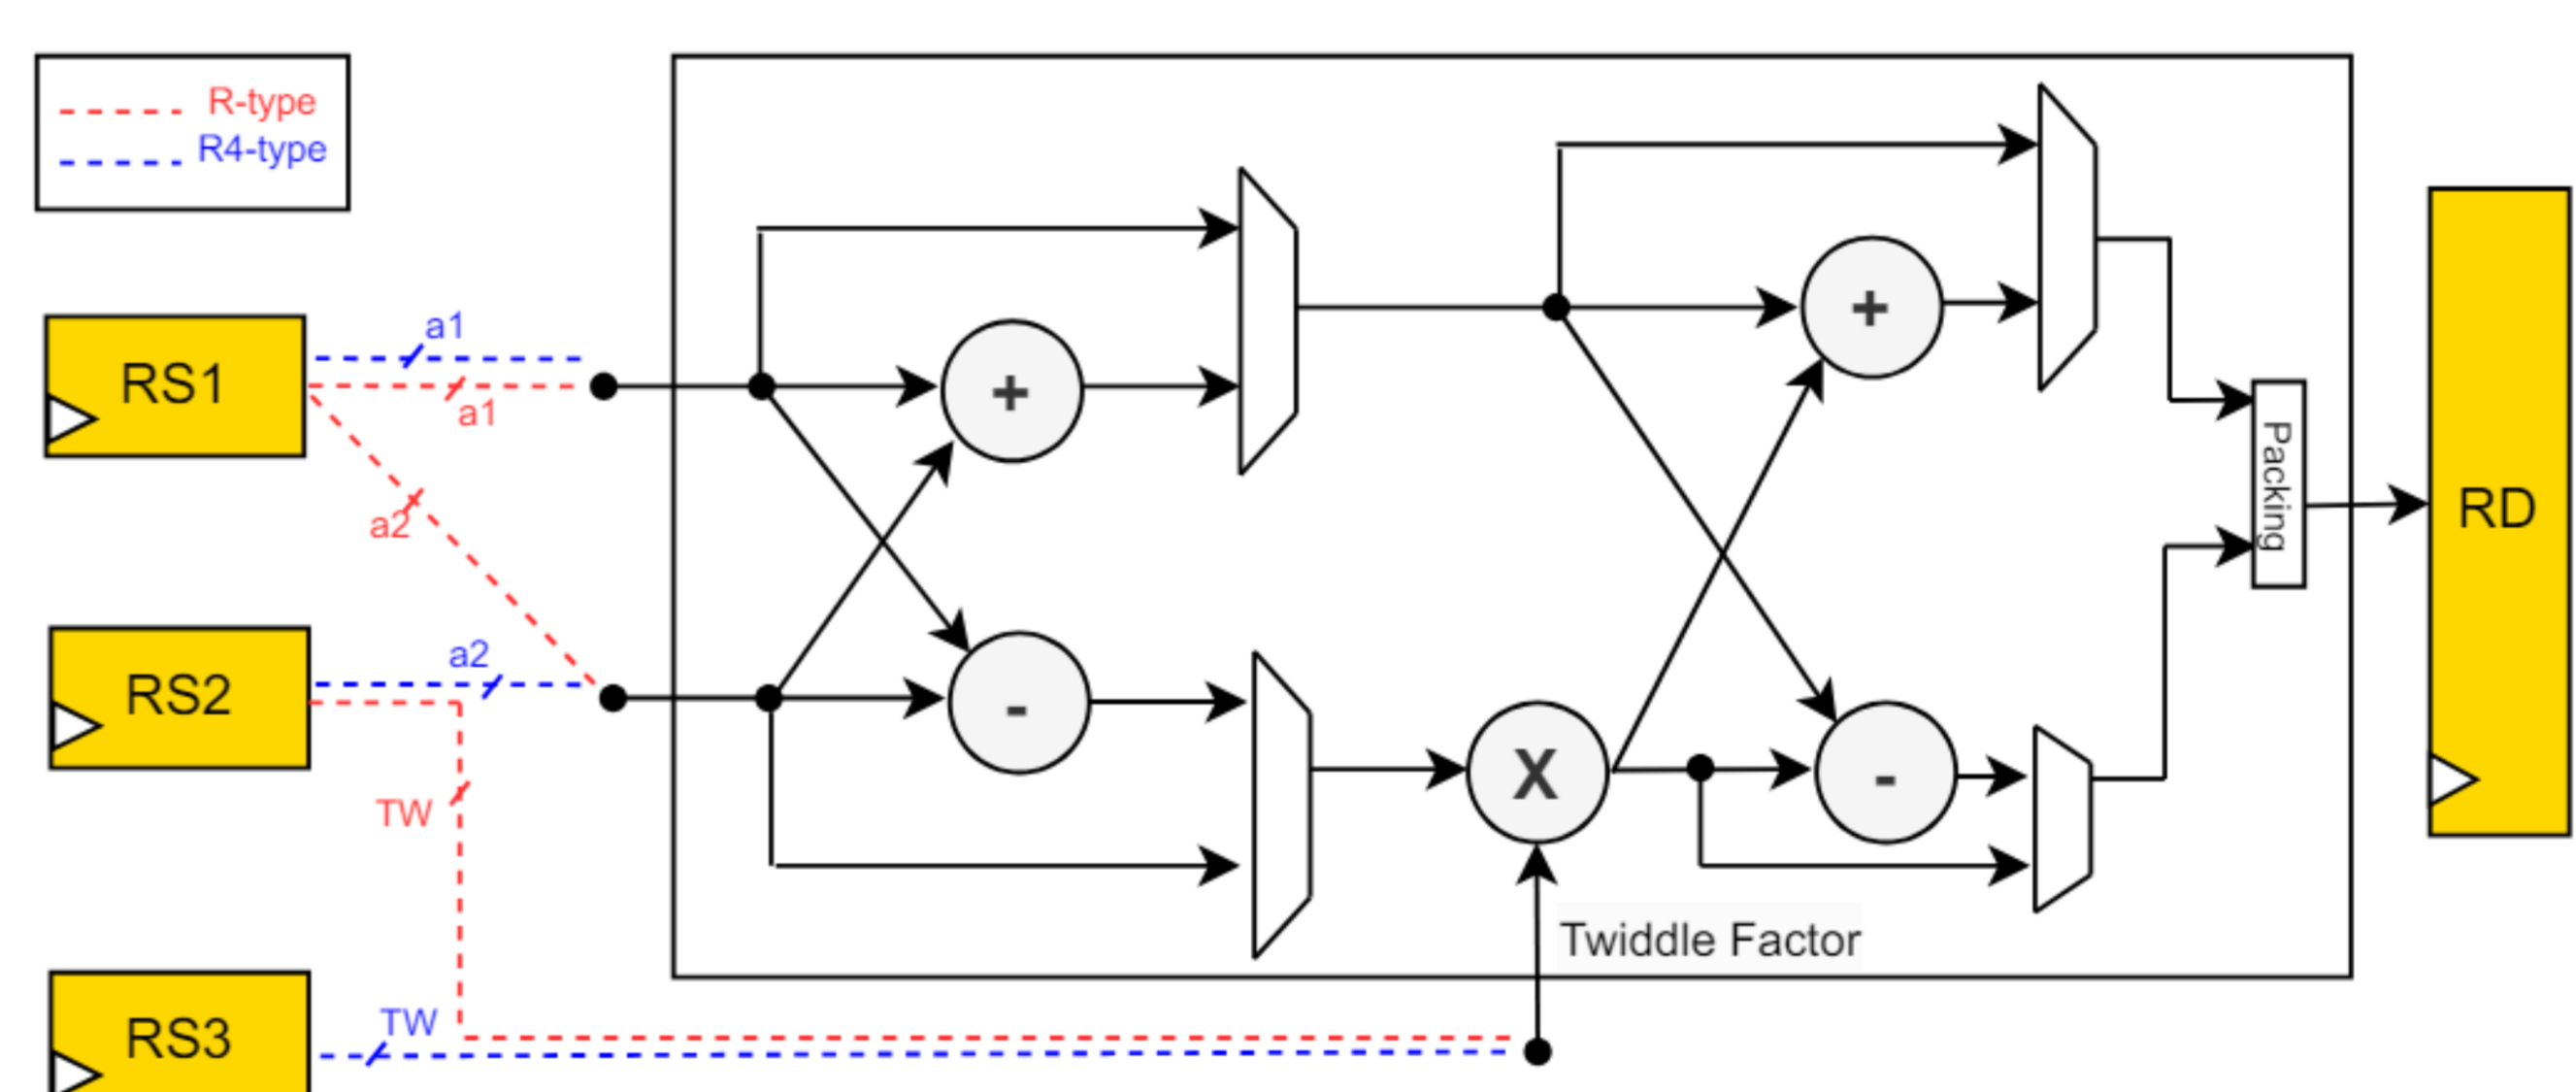 R-type
R4-type
RS1
a1
a1
a2
RS2
a2
TW
RS3
TW
+
-
X
Twiddle Factor
+
-
Packing
RD